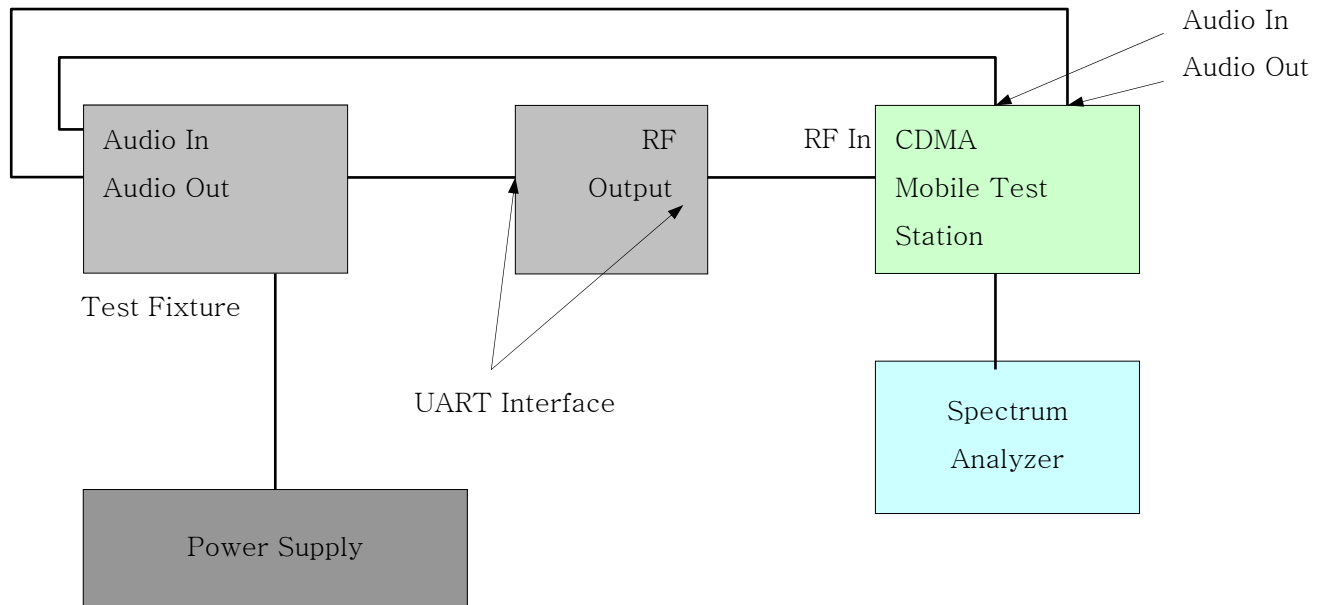 Audio In
Audio Out
Audio In
Audio Out
RF
Output
RF In
CDMA
Mobile Test
Station
Test Fixture
UART Interface
Spectrum
Analyzer
Power Supply